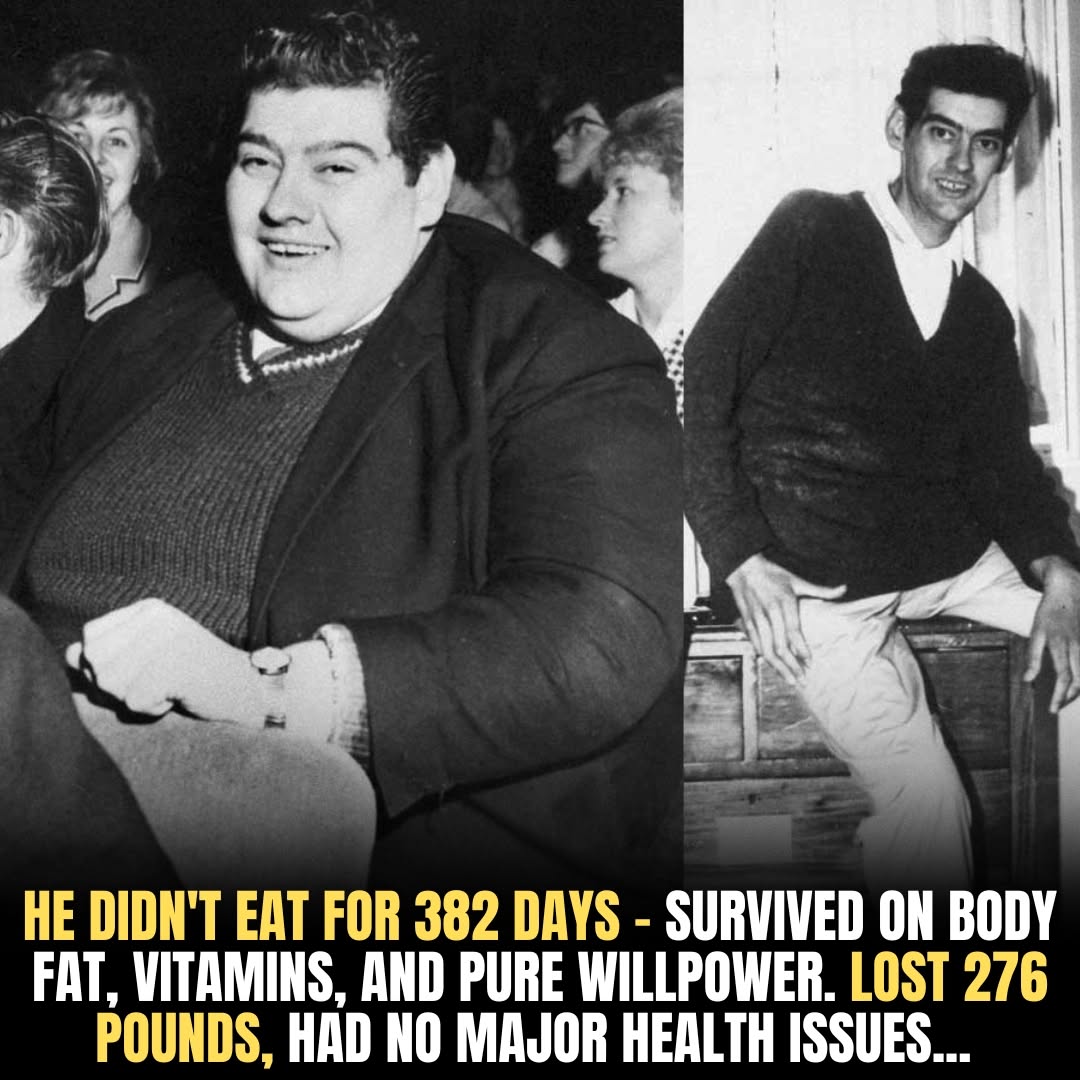 HE DIDN'T EAT FOR 382 DAYS - SURVIVED ON BODY
FAT, VITAMINS, AND PURE WILLPOWER. LOST 276
POUNDS, HAD NO MAJOR HEALTH ISSUES...